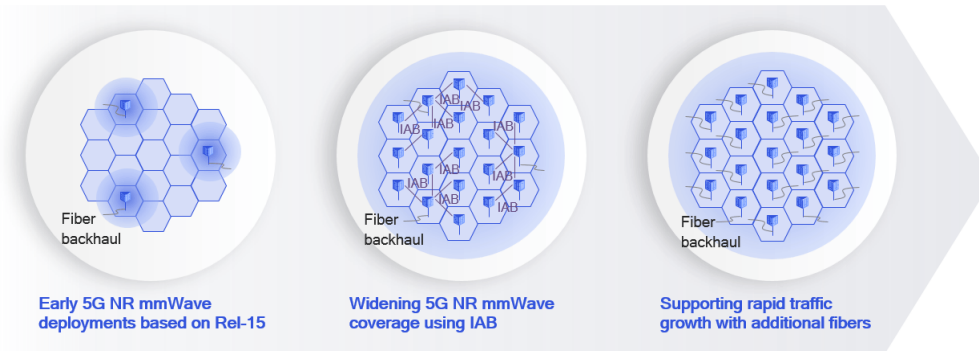 Fiber
backhaul
Early 5G NR mmWave
deployments based on Rel-15
IAB
IAB
IAB
IAB
IAB
IAB
IAB
IAB
IAB
Fiber
backhaul
Widening 5G NR mmWave
coverage using IAB
Fiber
backhaul
Supporting rapid traffic
growth with additional fibers